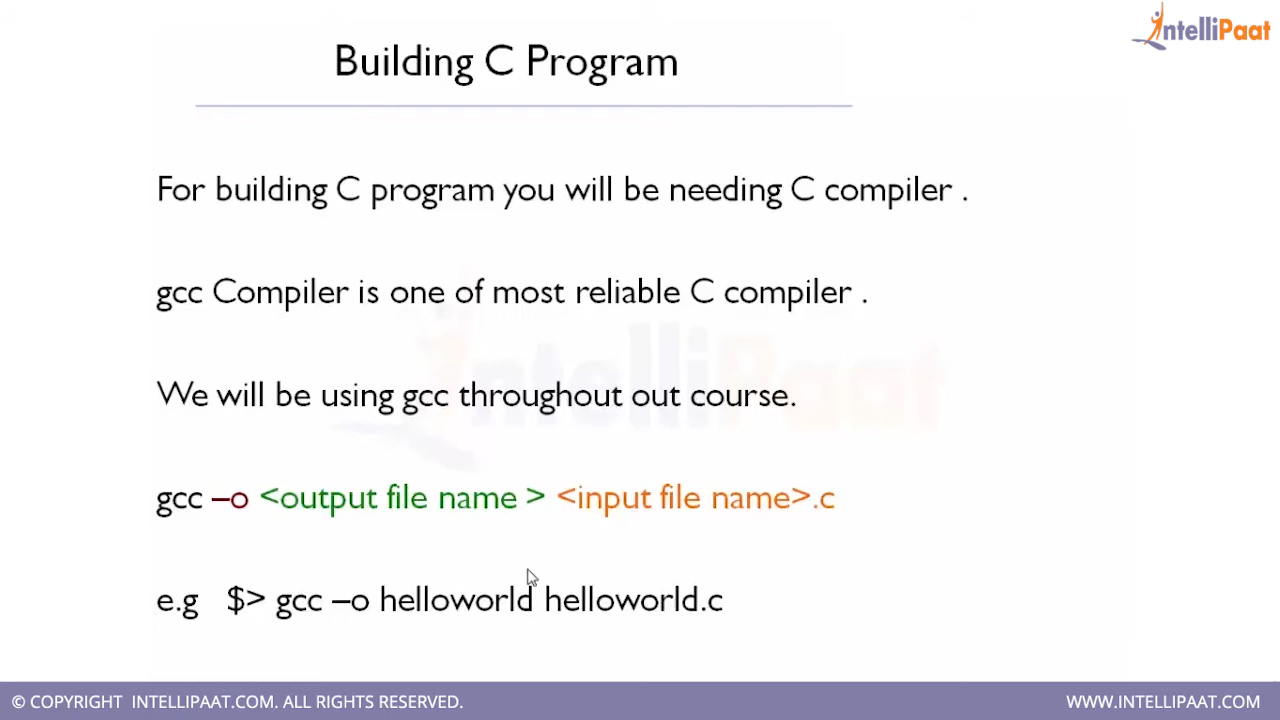 IntelliPaat
Building C Program
For building C program you will be needing C compiler .
gcc Compiler is one of most reliable C compiler .
IntelliPaat
We will be using gcc throughout out course.
gcc –o <output file name > <input file name>.c
e.g $> gcc –o helloworld helloworld.c
© COPYRIGHT INTELLIPAAT.COM. ALL RIGHTS RESERVED.
WWW.INTELLIPAAT.COM